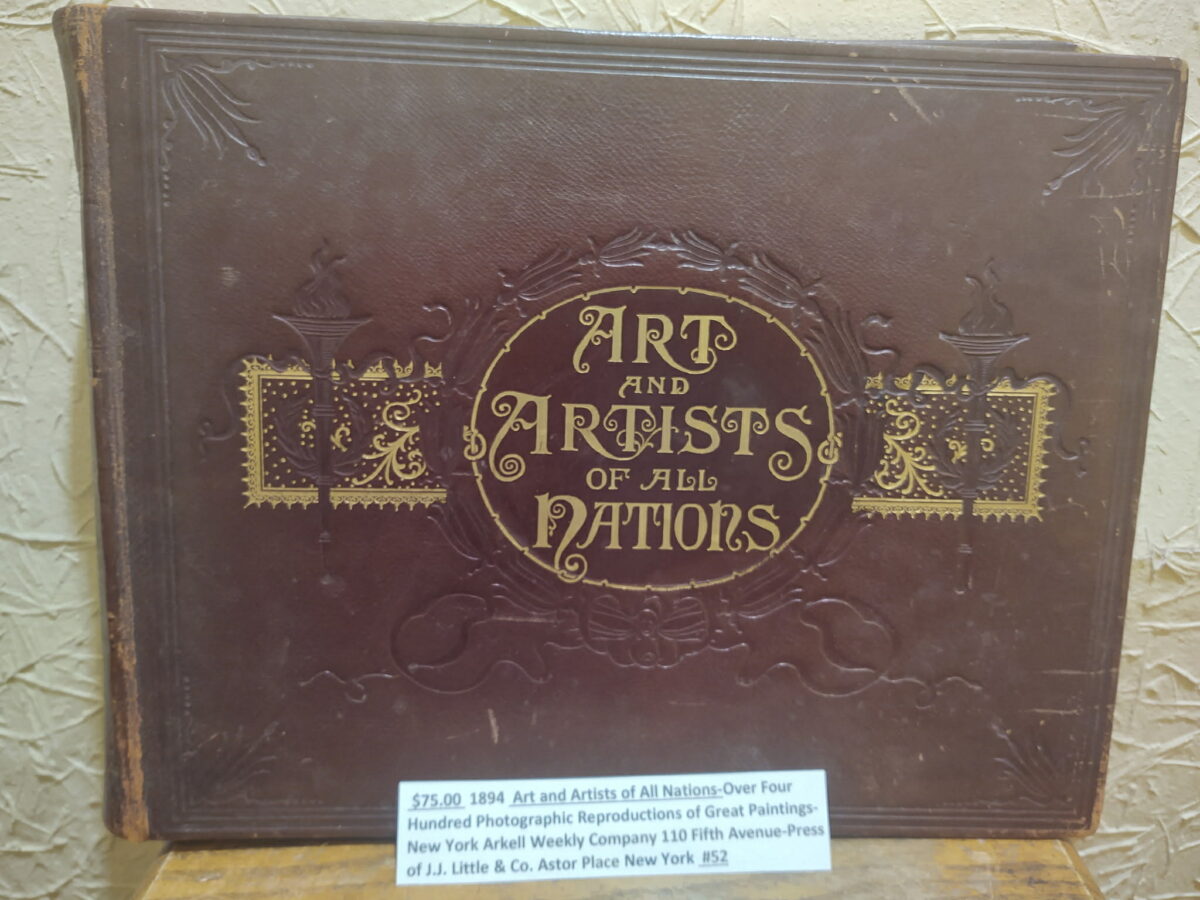 ART
AND
ARTISTS
OF ALL
NATIONS
$75.00 1894 Art and Artists of All Nations-Over Four
Hundred Photographic Reproductions of Great Paintings-
New York Arkell Weekly Company 110 Fifth Avenue-Press
of J.J. Little & Co. Astor Place New York #52